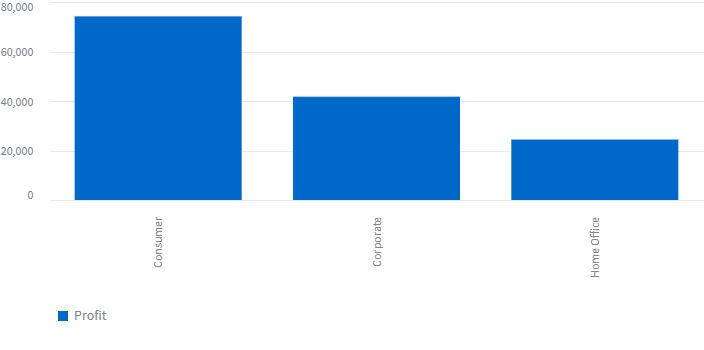 80,000
60,000
40,000
20,000
0
Consumer
Corporate
Home Office
Profit